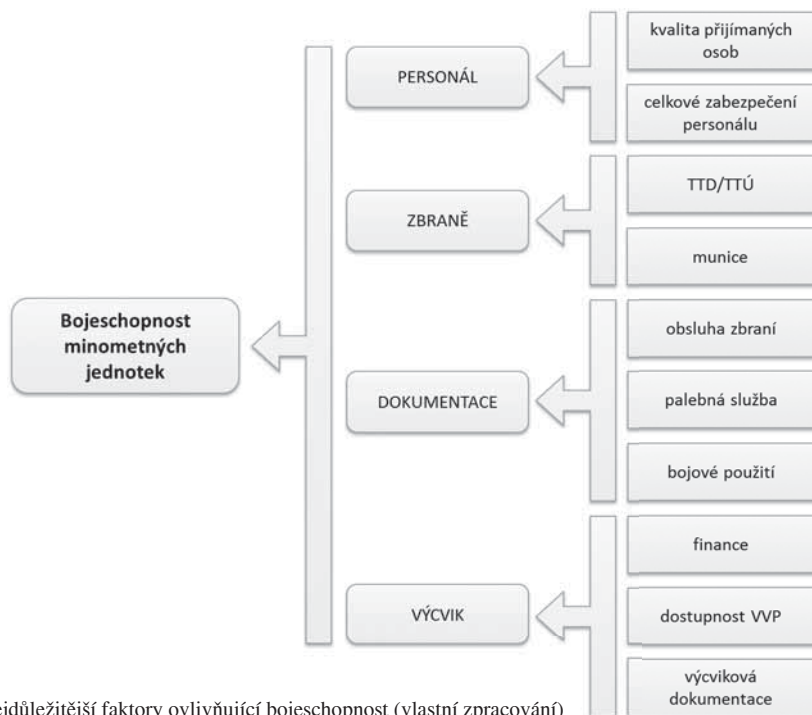 kvalita přijímaných
osob
PERSONÁL
celkové zabezpečení
personálu
TTD/TTÚ
ZBRANĚ
munice
Bojeschopnost
minometných
jednotek
obsluha zbraní
DOKUMENTACE
palebná služba
bojové použití
finance
VÝCVIK
dostupnost VVP
výcviková
dokumentace
faktory ovlivňující bojeschopnost (vlastní zpracování)